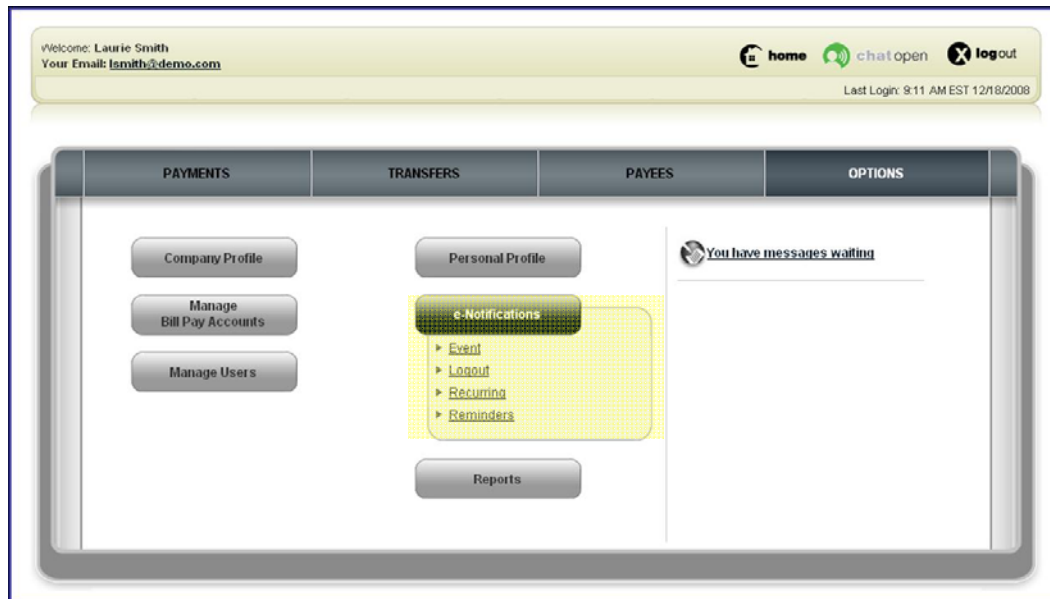 Welcome: Laurie Smith
Your Email: lsmith@demo.com
home chatopen logout
Last Login: 9:11 AM EST 12/18/2008
PAYMENTS TRANSFERS PAYEES OPTIONS
Company Profile
Manage
Bill Pay Accounts
Manage Users
Personal Profile
e-Notifications
Event
Logout
Recurring
Reminders
Reports
You have messages waiting